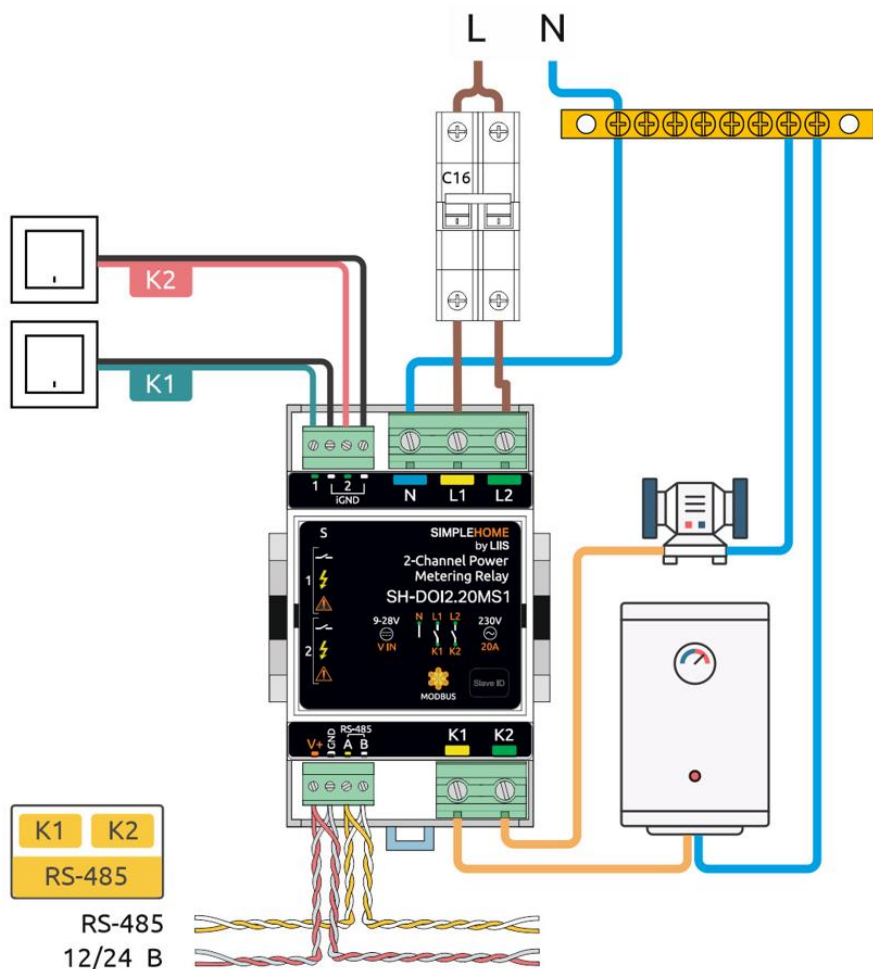 L N
C16
K2
K1
1 2
iGND
N L1 L2
S
SIMPLEHOME
by LIIS
2-Channel Power
Metering Relay
SH-DOI2.20MS1
1
9-28V
V IN
N L1 L2
K1 K2
230V
20A
2
MODBUS
Slave ID
V+ GND A B
RS-485
K1 K2
K1 K2
RS-485
RS-485
12/24 В